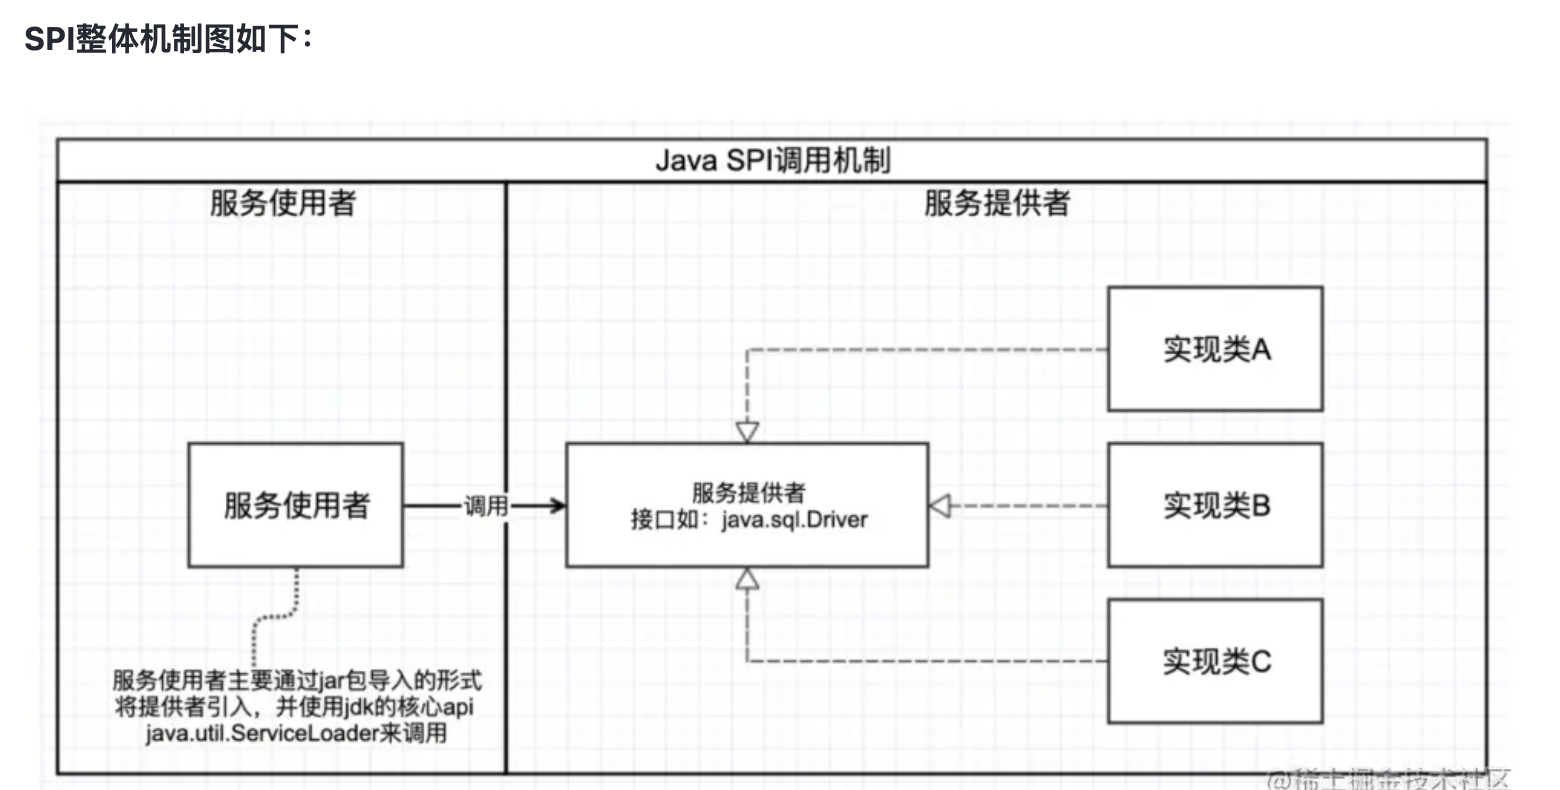 SPI整体机制图如下：
Java SPI调用机制
服务使用者
服务提供者
实现类A
服务使用者
调用
服务提供者
接口如：java.sql.Driver
实现类B
实现类C
服务使用者主要通过jar包导入的形式
将提供者引入，并使用jdk的核心api
java.util.ServiceLoader来调用
@稀土掘金技术社区